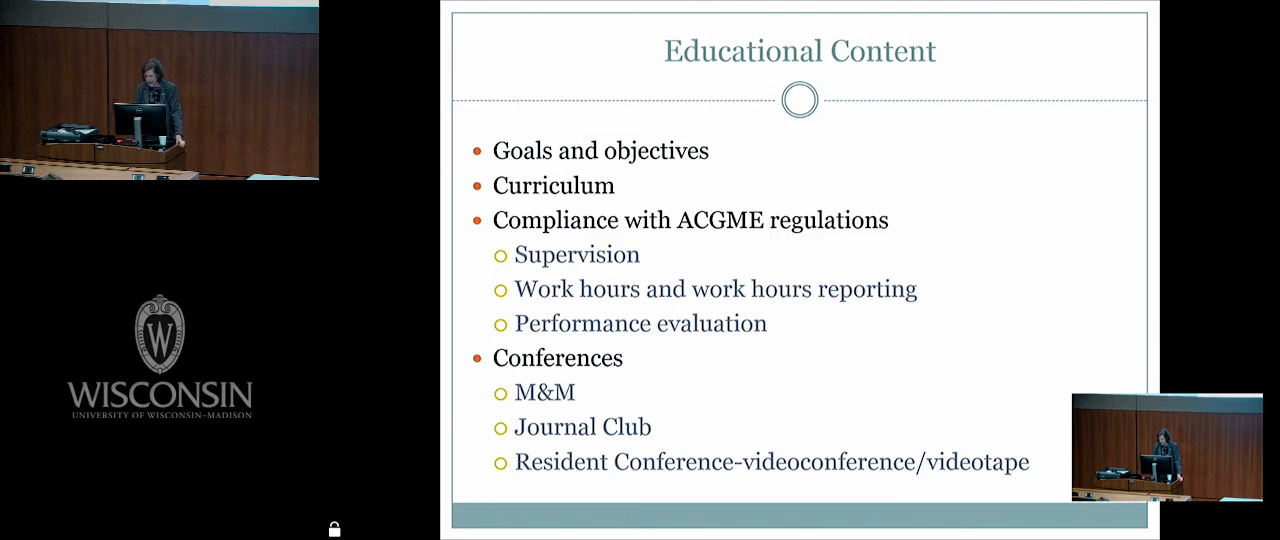 Educational Content
Goals and objectives
Curriculum
Compliance with ACGME regulations
Supervision
Work hours and work hours reporting
Performance evaluation
Conferences
M&M
Journal Club
Resident Conference-videoconference/videotape
W
WISCONSIN
UNIVERSITY OF WISCONSIN–MADISON